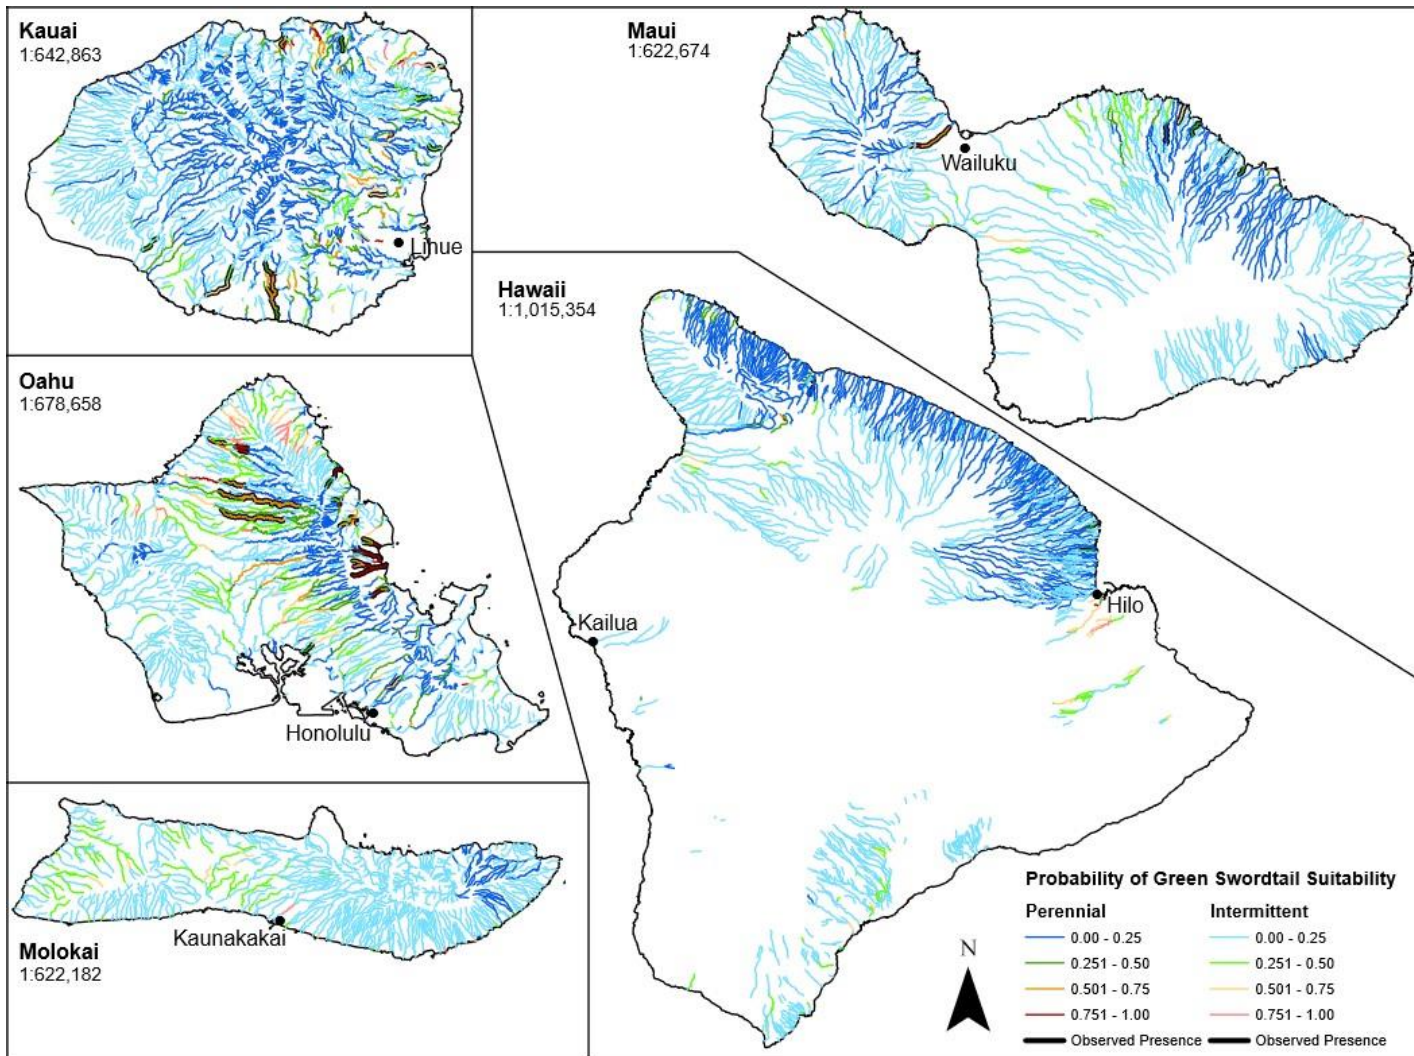 Kauai
1:642,863
Lihue
Maui
1:622,674
Wailuku
Hawaii
1:1,015,354
Kailua
Hilo
Oahu
1:678,658
Honolulu
Kaunakakai
Molokai
1:622,182
N
Probability of Green Swordtail Suitability
Perennial Intermittent
0.00 - 0.25 0.00 - 0.25
0.251 - 0.50 0.251 - 0.50
0.501 - 0.75 0.501 - 0.75
0.751 - 1.00 0.751 - 1.00
Observed Presence Observed Presence